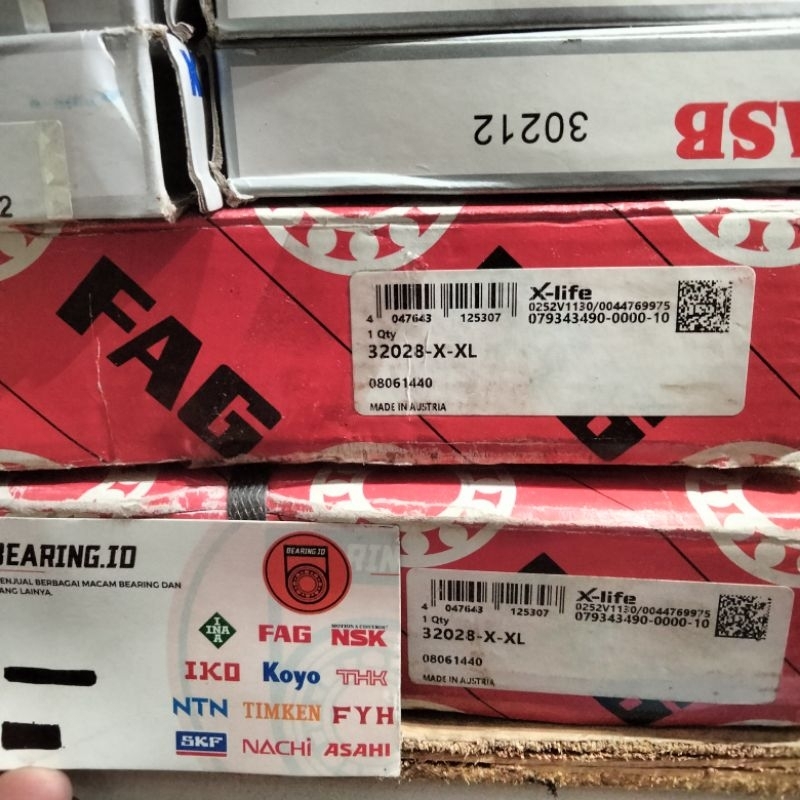 30212
ASB
2
FAG
X-life
0252V1130/0044769975
079343490-0000-10
4 047643 125307
1 Qty
32028-X-XL
08061440
MADE IN AUSTRIA
BEARING.ID
ENJUAL BERBAGAI MACAM BEARING DAN
ANG LAINYA.
BEARING ID
INA
FAG
MOTION & CONTROL
NSK
IKO
Koyo
THK
NTN
TIMKEN
FYH
SKF
NACHI
ASAHI
X-life
0252V1130/0044769975
079343490-0000-10
4 047643 125307
1 Qty
32028-X-XL
08061440
MADE IN AUSTRIA